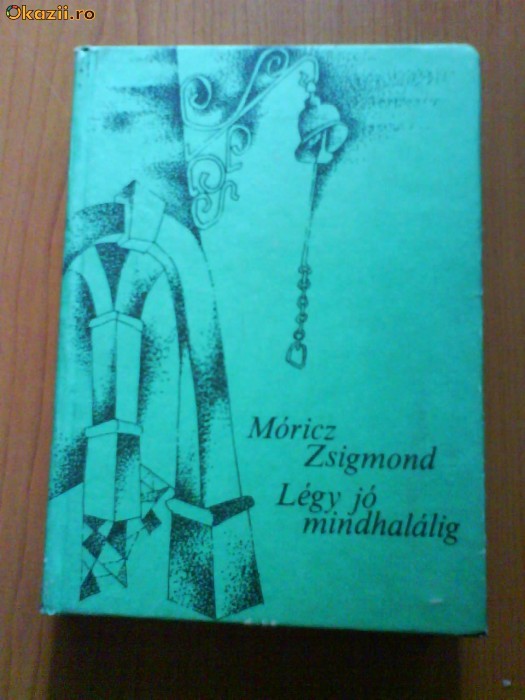 Okazii.ro
Móricz
Zsigmond
Légy jó
mindhalálig